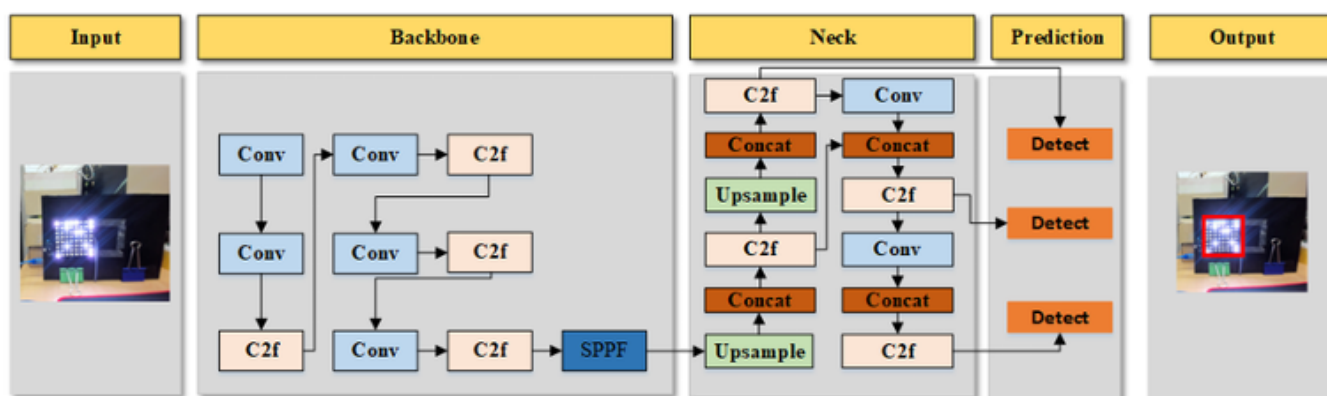 Input
Backbone
Neck
Prediction
Output
Conv
Conv
C2f
Conv
C2f
Conv
C2f
Conv
C2f
SPPF
C2f
Concat
Upsample
C2f
Concat
Upsample
Conv
Concat
C2f
Conv
Concat
C2f
Detect
Detect
Detect